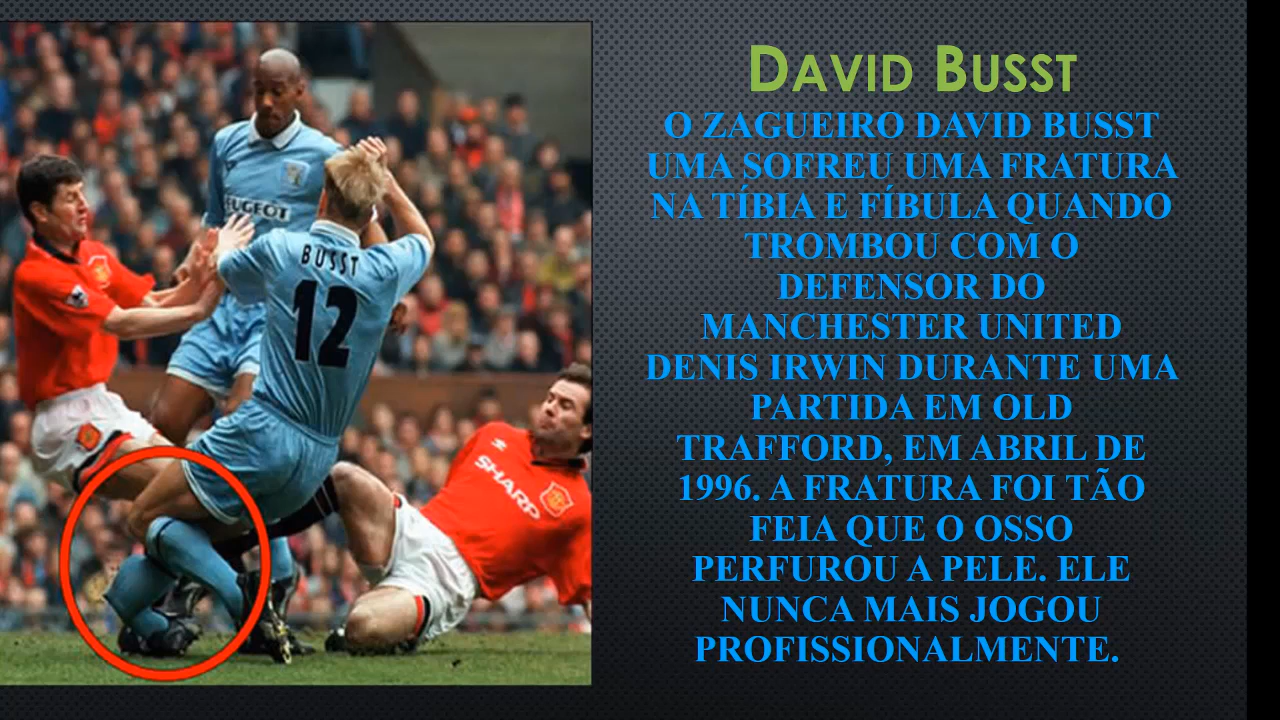 DAVID BUSST
O ZAGUEIRO DAVID BUSST
UMA SOFREU UMA FRATURA
NA TÍBIA E FÍBULA QUANDO
TROMBOU COM O
DEFENSOR DO
MANCHESTER UNITED
DENIS IRWIN DURANTE UMA
PARTIDA EM OLD
TRAFFORD, EM ABRIL DE
1996. A FRATURA FOI TÃO
FEIA QUE O OSSO
PERFUROU A PELE. ELE
NUNCA MAIS JOGOU
PROFISSIONALMENTE.
PEUGEOT
BUSST
12
SHARP